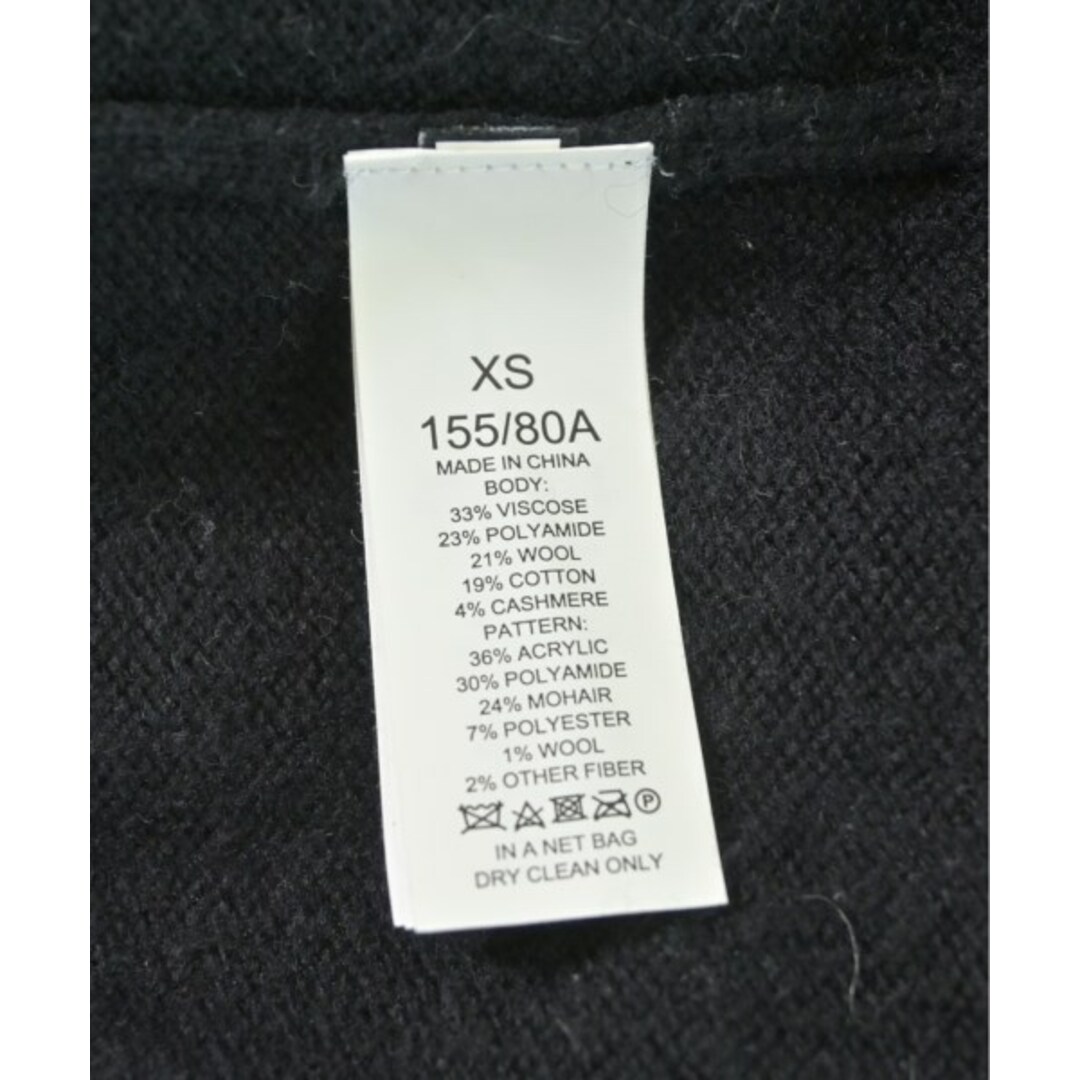 XS
155/80A
MADE IN CHINA
BODY:
33% VISCOSE
23% POLYAMIDE
21% WOOL
19% COTTON
4% CASHMERE
PATTERN:
36% ACRYLIC
30% POLYAMIDE
24% MOHAIR
7% POLYESTER
1% WOOL
2% OTHER FIBER
P
IN A NET BAG
DRY CLEAN ONLY